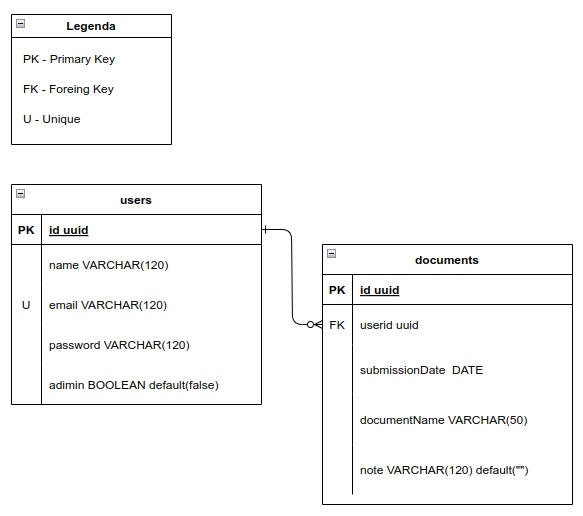 Legenda
PK - Primary Key
FK - Foreing Key
U - Unique
users
PK id uuid
name VARCHAR(120)
U email VARCHAR(120)
password VARCHAR(120)
adimin BOOLEAN default(false)
documents
PK id uuid
FK userid uuid
submissionDate DATE
documentName VARCHAR(50)
note VARCHAR(120) default("")